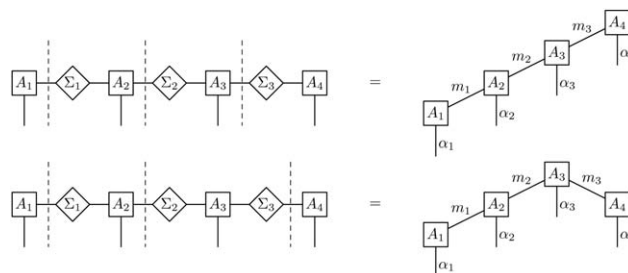 A₁ Σ₁ A₂ Σ₂ A₃ Σ₃ A₄ = A₁ m₁ A₂ m₂ A₃ m₃ A₄
α₁ α₂ α₃ α
A₁ Σ₁ A₂ Σ₂ A₃ Σ₃ A₄ = A₁ m₁ A₂ m₂ A₃ m₃ A₄
α₁ α₂ α₃ α